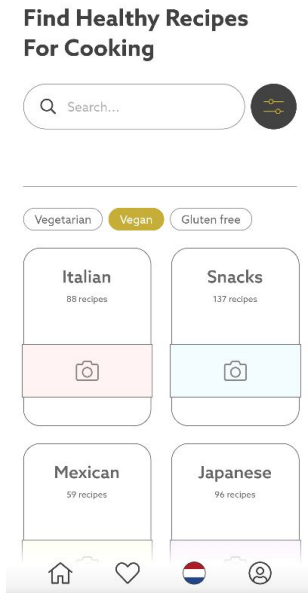 Find Healthy Recipes
For Cooking
Search...
Vegetarian
Vegan
Gluten free
Italian
88 recipes
Snacks
137 recipes
Mexican
59 recipes
Japanese
96 recipes